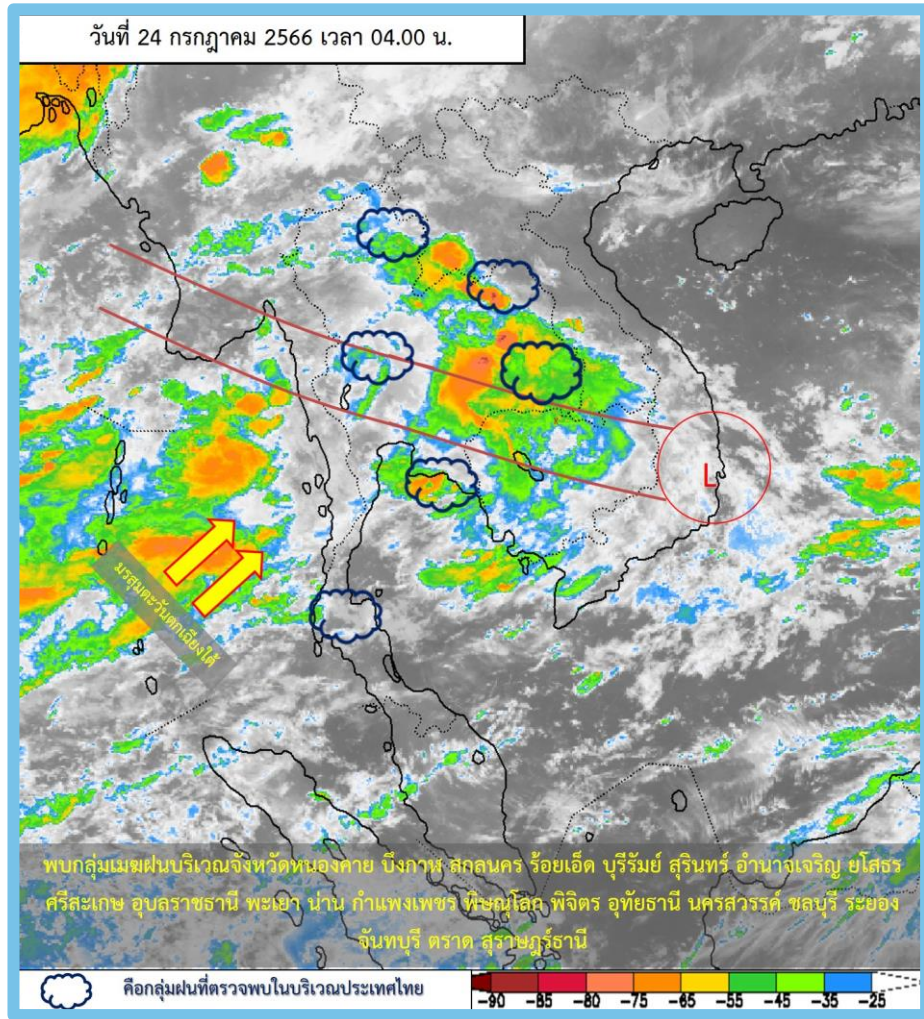 วันที่ 24 กรกฎาคม 2566 เวลา 04.00 น.
L
มรสุมตะวันตกเฉียงใต้
พบกลุ่มเมฆฝนบริเวณจังหวัดหนองคาย บึงกาฬ สกลนคร ร้อยเอ็ด บุรีรัมย์ สุรินทร์ อำนาจเจริญ ยโสธร
ศรีสะเกษ อุบลราชธานี พะเยา น่าน กำแพงเพชร พิษณุโลก พิจิตร อุทัยธานี นครสวรรค์ ชลบุรี ระยอง
จันทบุรี ตราด สุราษฎร์ธานี
คือกลุ่มฝนที่ตรวจพบในบริเวณประเทศไทย
-90 -85 -80 -75 -65 -55 -45 -35 -25